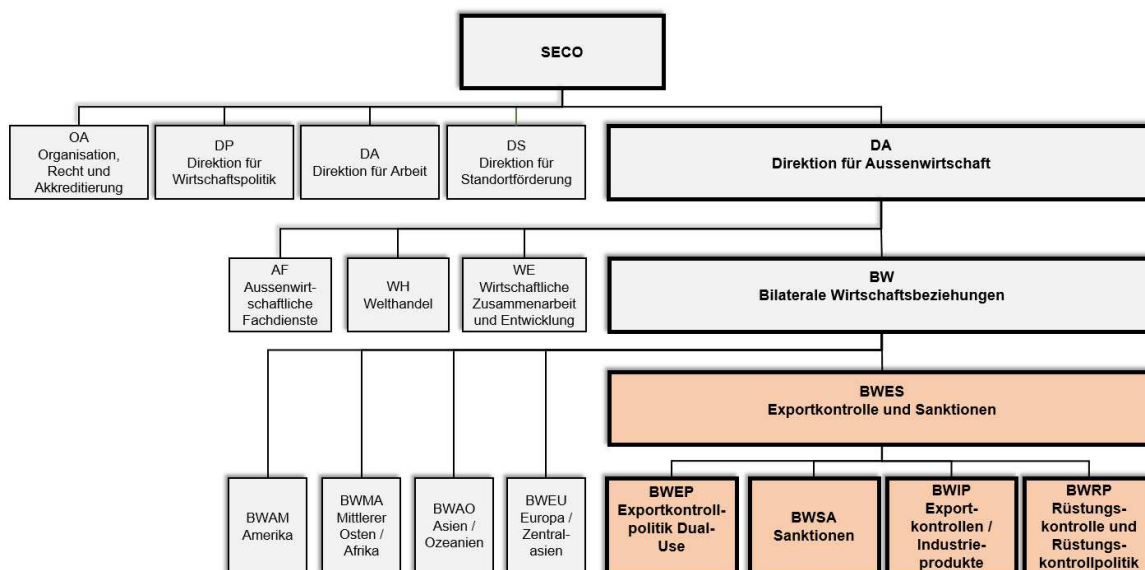 SECO
OA
Organisation,
Recht und
Akkreditierung
DP
Direktion für
Wirtschaftspolitik
DA
Direktion für Arbeit
DS
Direktion für
Standortförderung
DA
Direktion für Aussenwirtschaft
AF
Aussenwirt-
schaftliche
Fachdienste
WH
Welthandel
WE
Wirtschaftliche
Zusammenarbeit
und Entwicklung
BW
Bilaterale Wirtschaftsbeziehungen
BWES
Exportkontrolle und Sanktionen
BWAM
Amerika
BWMA
Mittlerer
Osten /
Afrika
BWAO
Asien /
Ozeanien
BWEU
Europa /
Zentral-
asien
BWEP
Exportkontroll-
politik Dual-
Use
BWSA
Sanktionen
BWIP
Export-
kontrollen /
Industrie-
produkte
BWRP
Rüstungs-
kontrolle und
Rüstungs-
kontrollpolitik